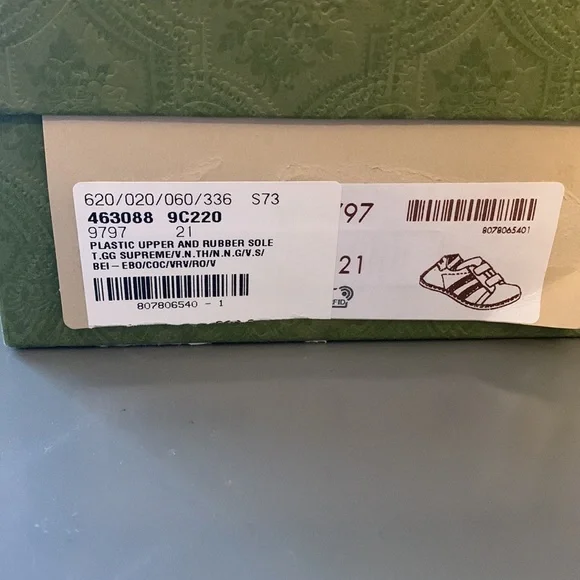 620/020/060/336 S73
463088 9C220
9797 21
PLASTIC UPPER AND RUBBER SOLE
T.GG SUPREME/V.N.TH/N.N.G/V.S/
BEI-EBO/COC/VRV/RO/V
807806540 - 1
797
8078065401
21